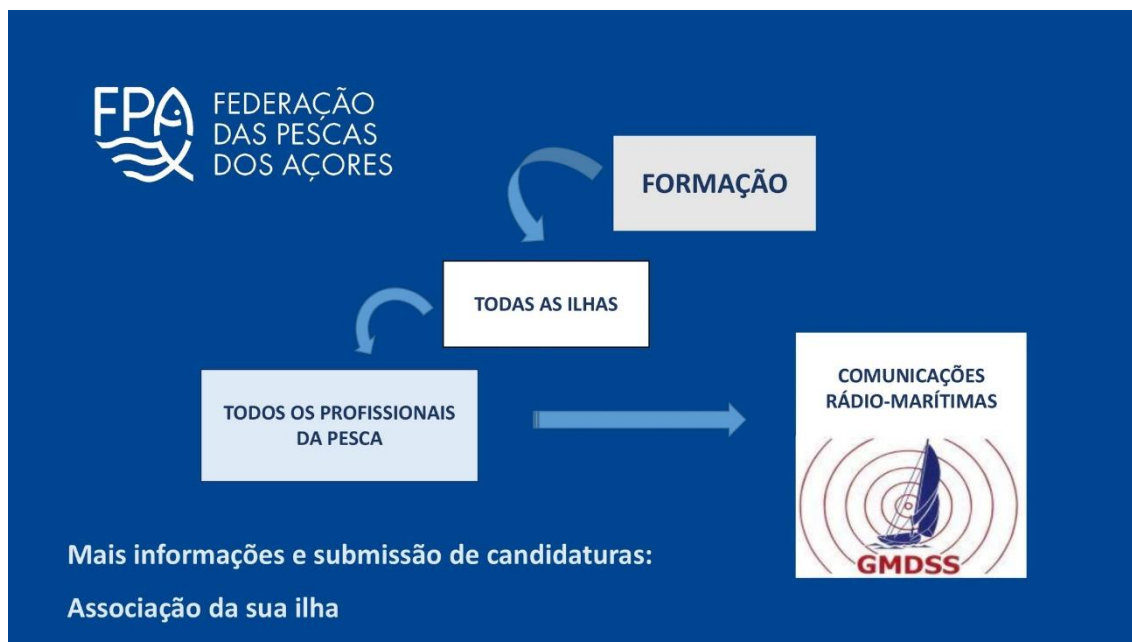 FPA
FEDERAÇÃO
DAS PESCAS
DOS AÇORES
FORMAÇÃO
TODAS AS ILHAS
TODOS OS PROFISSIONAIS
DA PESCA
COMUNICAÇÕES
RÁDIO-MARÍTIMAS
GMDSS
Mais informações e submissão de candidaturas:
Associação da sua ilha